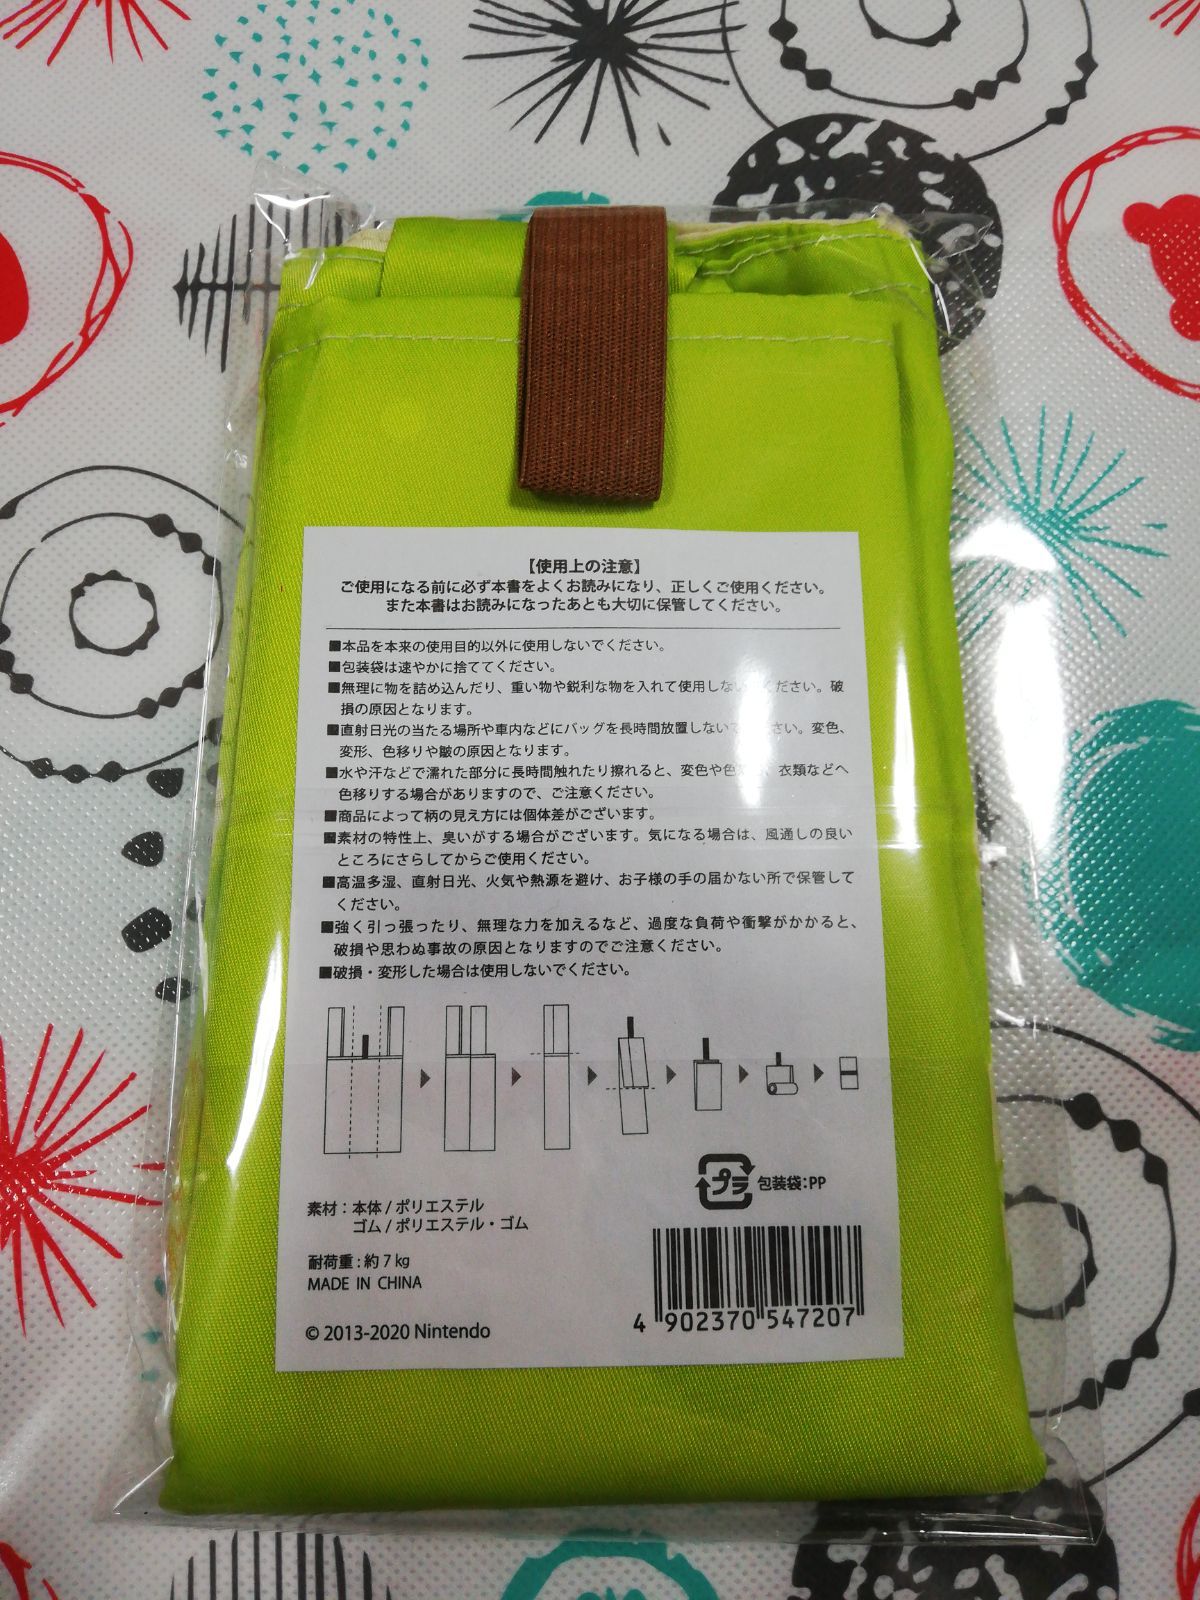 【使用上の注意】
ご使用になる前に必ず本書をよくお読みになり、正しくご使用ください。
また本書はお読みになったあとも大切に保管してください。
■本品を本来の使用目的以外に使用しないでください。
■包装袋は速やかに捨ててください。
■無理に物を詰め込んだり、重い物や鋭利な物を入れて使用しない ください。破
損の原因となります。
■直射日光の当たる場所や車内などにバッグを長時間放置しない さい。変色、
変形、色移りや皺の原因となります。
■水や汗などで濡れた部分に長時間触れたり擦れると、変色や色 、衣類などへ
色移りする場合がありますので、ご注意ください。
■商品によって柄の見え方には個体差がございます。
■素材の特性上、臭いがする場合がございます。気になる場合は、風通しの良い
ところにさらしてからご使用ください。
■高温多湿、直射日光、火気や熱源を避け、お子様の手の届かない所で保管して
ください。
■強く引っ張ったり、無理な力を加えるなど、過度な負荷や衝撃がかかると、
破損や思わぬ事故の原因となりますのでご注意ください。
■破損・変形した場合は使用しないでください。
プラ 包装袋:PP
素材:本体/ポリエステル
ゴム/ポリエステル・ゴム
耐荷重:約7kg
MADE IN CHINA
© 2013-2020 Nintendo
4 902370 547207